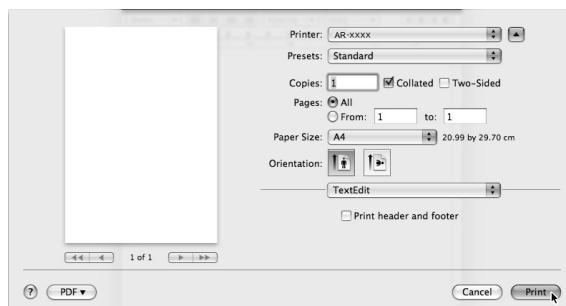 Printer: AR-xxxx
Presets: Standard
Copies: 1 Collated Two-Sided
Pages: All
From: 1 to: 1
Paper Size: A4 20.99 by 29.70 cm
Orientation:
TextEdit
Print header and footer
1 of 1
? PDF▼ Cancel Print